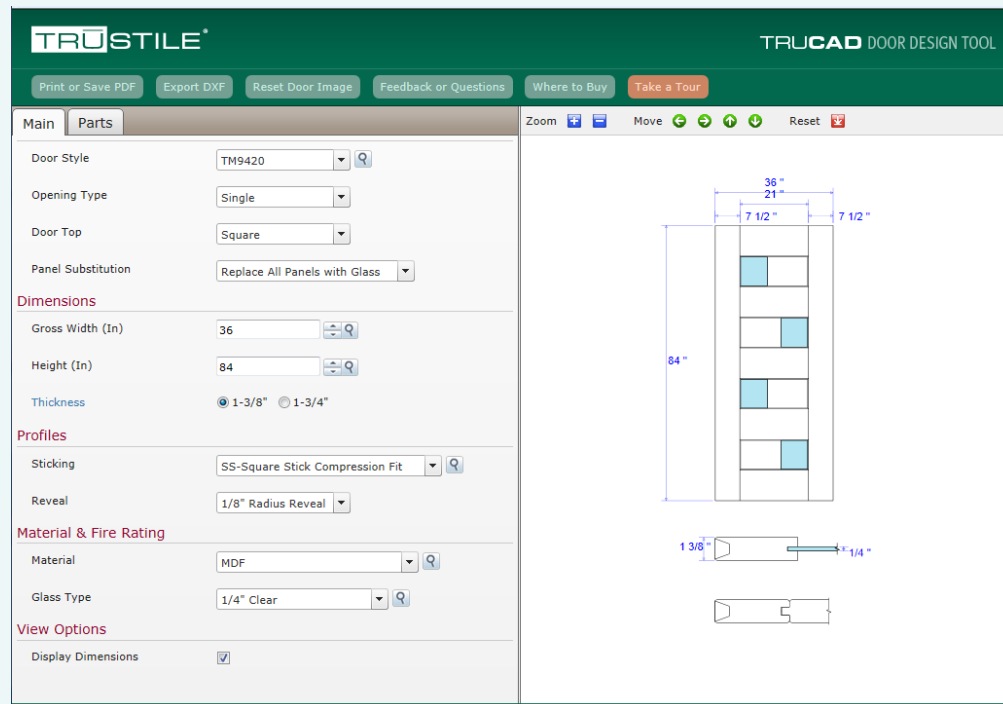 TRŪSTILE®
TRUCAD DOOR DESIGN TOOL
Print or Save PDF Export DXF Reset Door Image Feedback or Questions Where to Buy Take a Tour
Main Parts
Zoom Move Reset
Door Style TM9420
Opening Type Single
Door Top Square
Panel Substitution Replace All Panels with Glass
Dimensions
Gross Width (In) 36
Height (In) 84
Thickness 1-3/8" 1-3/4"
Profiles
Sticking SS-Square Stick Compression Fit
Reveal 1/8" Radius Reveal
Material & Fire Rating
Material MDF
Glass Type 1/4" Clear
View Options
Display Dimensions
36 "
21 "
7 1/2 " 7 1/2 "
84 "
1 3/8 " 1/4 "